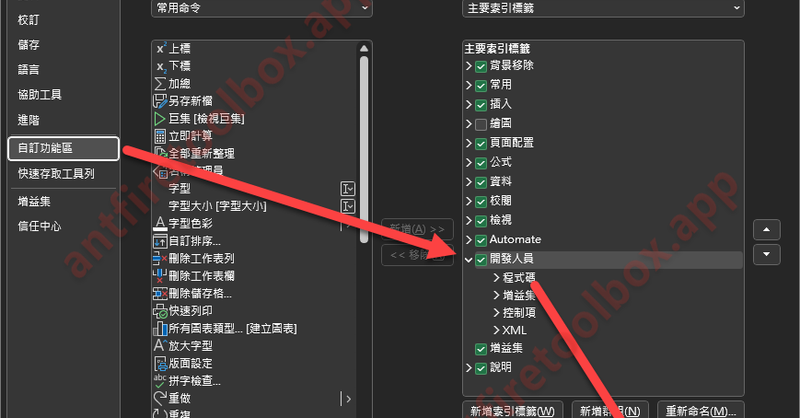 校訂
儲存
語言
協助工具
進階
自訂功能區
快速存取工具列
增益集
信任中心
常用命令
上標
下標
加總
另存新檔
巨集 [檢視巨集]
立即計算
全部重新整理
名稱管理員
字型
字型大小 [字型大小]
字型色彩
自訂排序...
刪除工作表列
刪除工作表欄
刪除儲存格...
快速列印
所有圖表類型... [建立圖表]
放大字型
版面設定
拼字檢查...
重做
重複
新增(A) >>
<< 移除
主要索引標籤
主要索引標籤
背景移除
常用
插入
繪圖
頁面配置
公式
資料
校閱
檢視
Automate
開發人員
程式碼
增益集
控制項
XML
增益集
說明
新增索引標籤(W)
新增群組(N)
重新命名(M)...
antfiretoolbox.app
antfiretoolbox.app